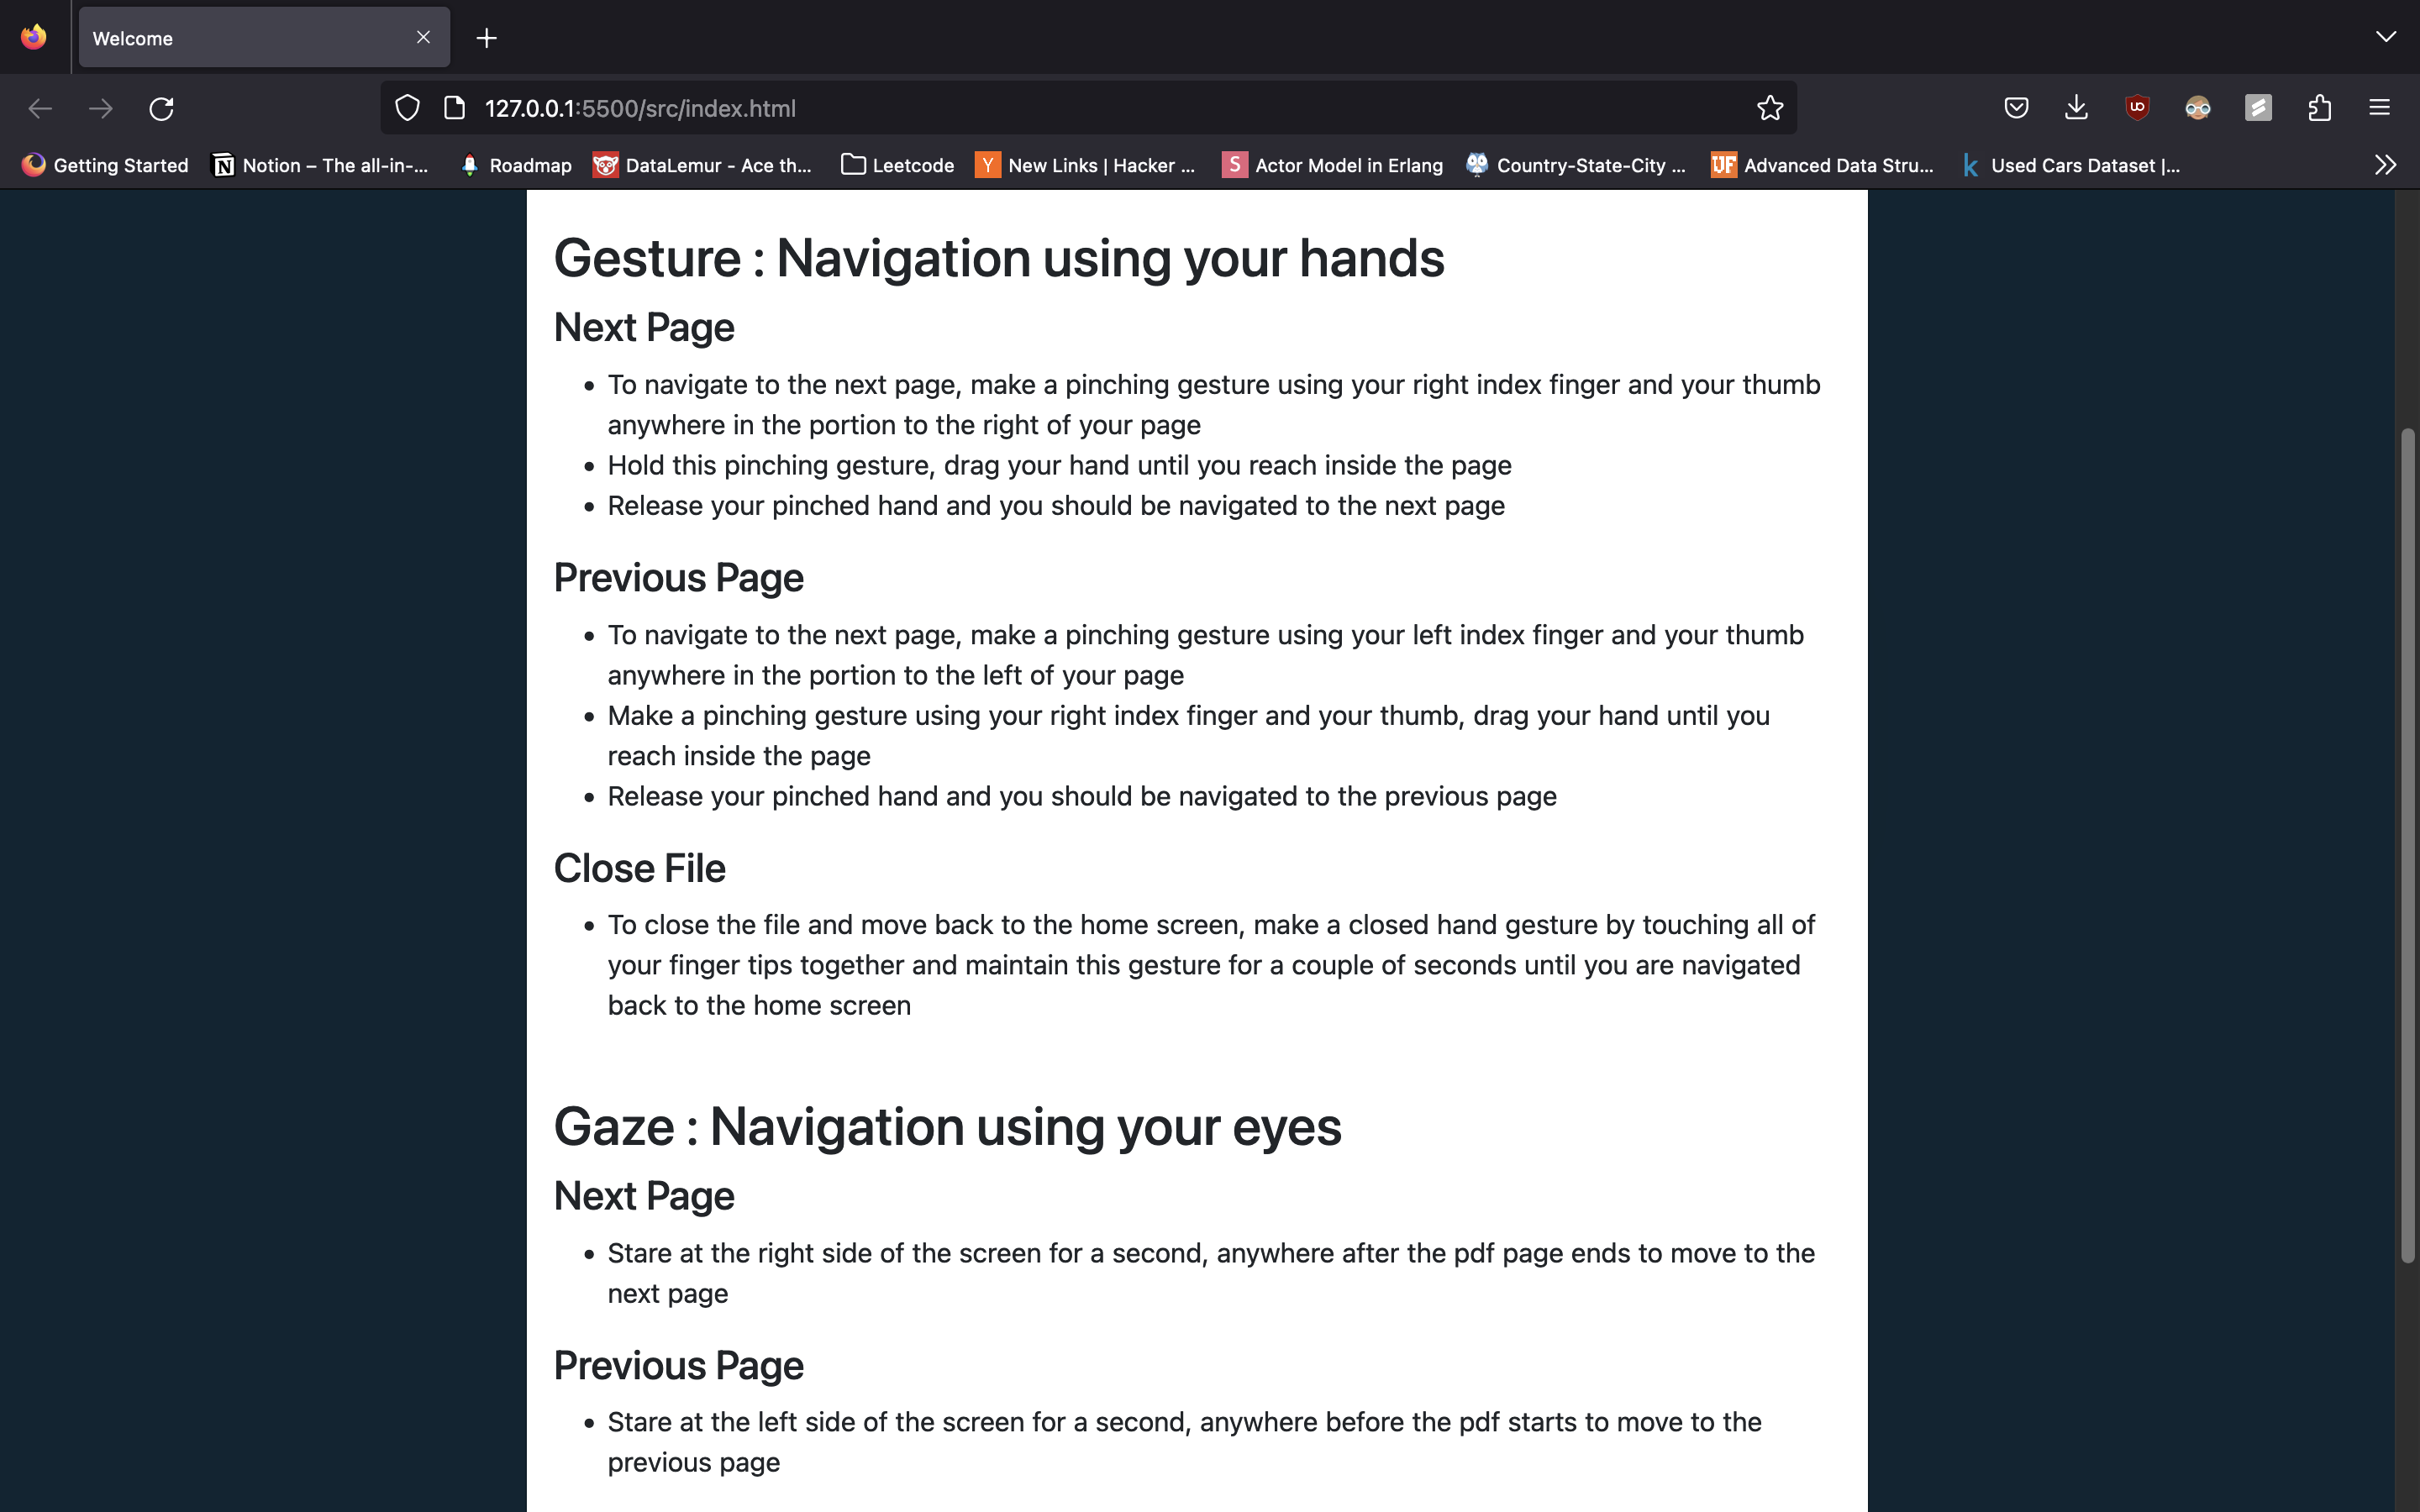 Welcome
127.0.0.1:5500/src/index.html
Getting Started
Notion – The all-in-...
Roadmap
DataLemur - Ace th...
Leetcode
Y New Links | Hacker ...
S Actor Model in Erlang
Country-State-City ...
UF Advanced Data Stru...
k Used Cars Dataset |...
Gesture : Navigation using your hands
Next Page
• To navigate to the next page, make a pinching gesture using your right index finger and your thumb
anywhere in the portion to the right of your page
• Hold this pinching gesture, drag your hand until you reach inside the page
• Release your pinched hand and you should be navigated to the next page
Previous Page
• To navigate to the next page, make a pinching gesture using your left index finger and your thumb
anywhere in the portion to the left of your page
• Make a pinching gesture using your right index finger and your thumb, drag your hand until you
reach inside the page
• Release your pinched hand and you should be navigated to the previous page
Close File
• To close the file and move back to the home screen, make a closed hand gesture by touching all of
your finger tips together and maintain this gesture for a couple of seconds until you are navigated
back to the home screen
Gaze : Navigation using your eyes
Next Page
• Stare at the right side of the screen for a second, anywhere after the pdf page ends to move to the
next page
Previous Page
• Stare at the left side of the screen for a second, anywhere before the pdf starts to move to the
previous page